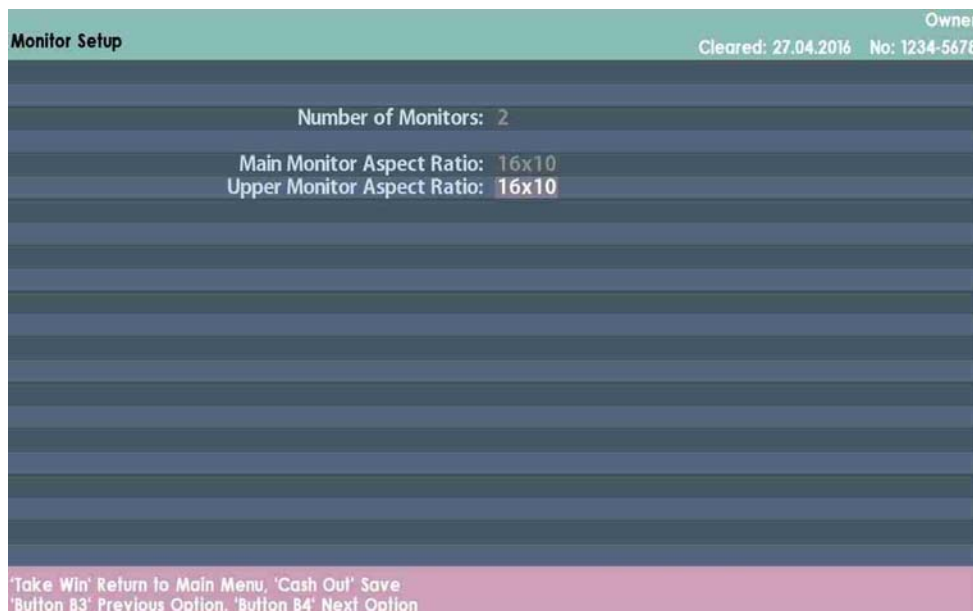 Owner
Monitor Setup
Cleared: 27.04.2016 No: 1234-5678
Number of Monitors: 2
Main Monitor Aspect Ratio: 16x10
Upper Monitor Aspect Ratio: 16x10
'Take Win' Return to Main Menu, 'Cash Out' Save
'Button B3' Previous Option, 'Button B4' Next Option